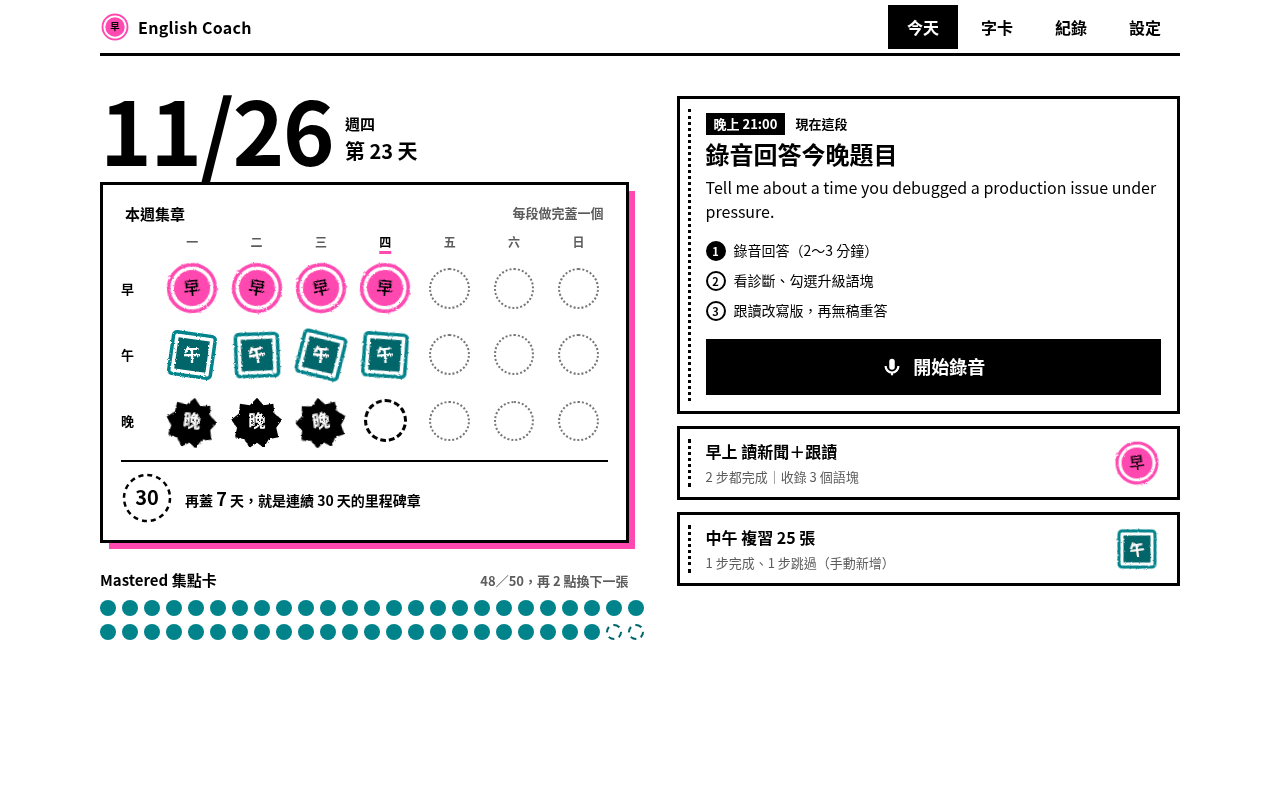 早 English Coach
今天 字卡 紀錄 設定
11/26
週四
第 23 天
本週集章 每段做完蓋一個
一 二 三 四 五 六 日
早 早 早 早 早
午 午 午 午 午
晚 晚 晚 晚
30 再蓋 7 天，就是連續 30 天的里程碑章
Mastered 集點卡 48／50，再 2 點換下一張
晚上 21:00 現在這段
錄音回答今晚題目
Tell me about a time you debugged a production issue under
pressure.
1 錄音回答（2～3 分鐘）
2 看診斷、勾選升級語塊
3 跟讀改寫版，再無稿重答
開始錄音
早上 讀新聞＋跟讀
2 步都完成｜收錄 3 個語塊
早
中午 複習 25 張
1 步完成、1 步跳過（手動新增）
午